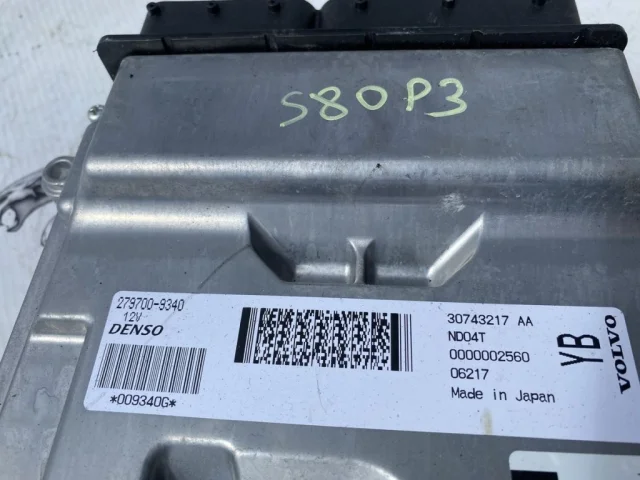 S80P3
279700-9340
12V
DENSO
*009340G*
30743217 AA
ND04T
0000002560
06217
Made in Japan
YB
VOLVO